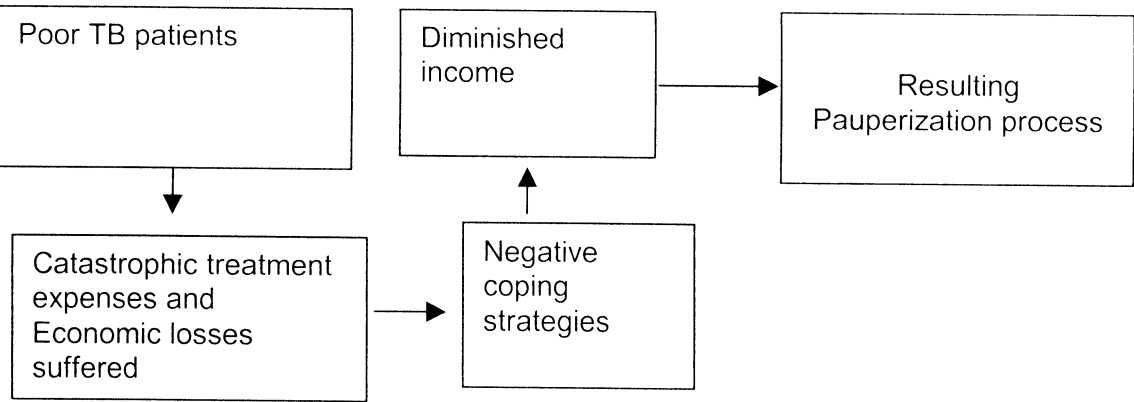 Poor TB patients
Catastrophic treatment
expenses and
Economic losses
suffered
Negative
coping
strategies
Diminished
income
Resulting
Pauperization process